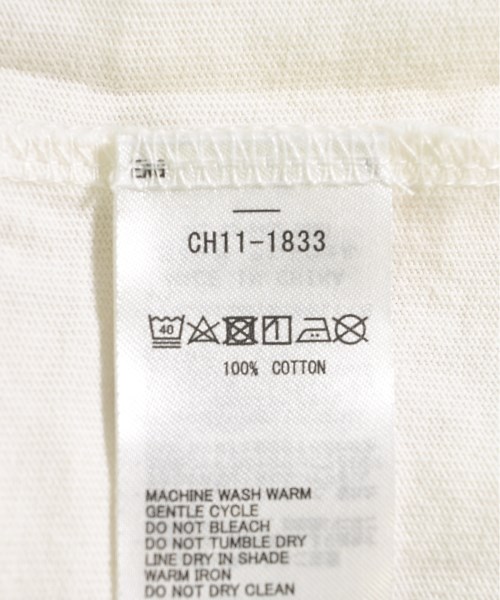 CH11-1833
40
100% COTTON
MACHINE WASH WARM
GENTLE CYCLE
DO NOT BLEACH
DO NOT TUMBLE DRY
LINE DRY IN SHADE
WARM IRON
DO NOT DRY CLEAN